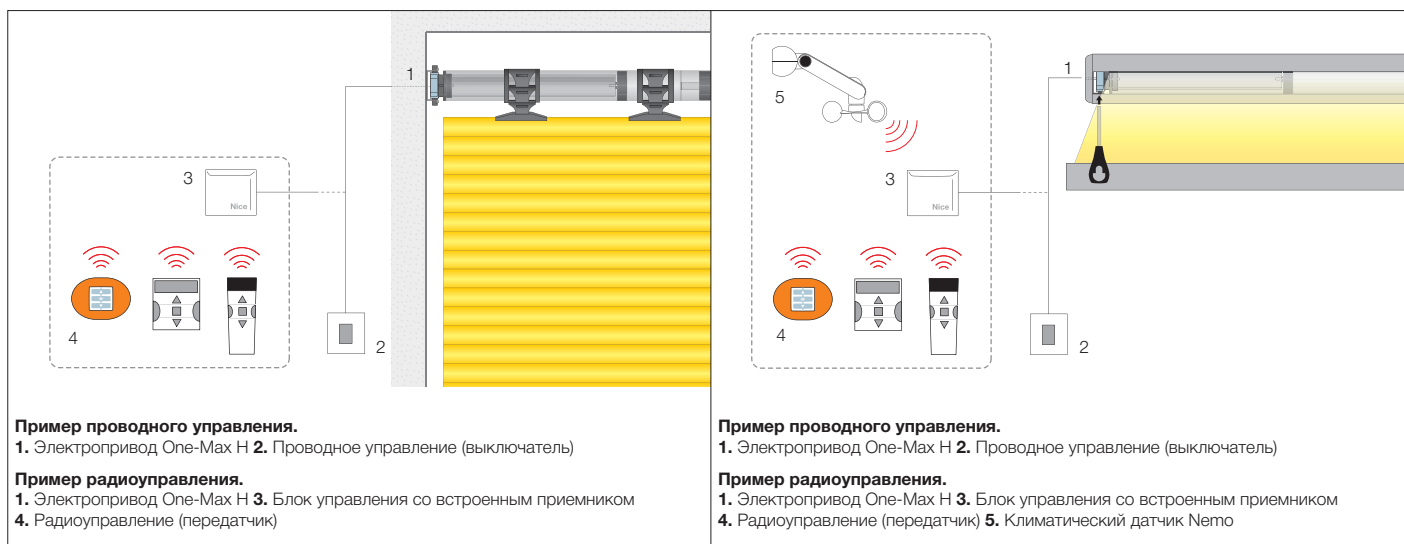 1
3
Nice
4
2
Пример проводного управления.
1. Электропривод One-Max H 2. Проводное управление (выключатель)
Пример радиоуправления.
1. Электропривод One-Max H 3. Блок управления со встроенным приемником
4. Радиоуправление (передатчик)
5
1
3
Nice
4
2
Пример проводного управления.
1. Электропривод One-Max H 2. Проводное управление (выключатель)
Пример радиоуправления.
1. Электропривод One-Max H 3. Блок управления со встроенным приемником
4. Радиоуправление (передатчик) 5. Климатический датчик Nemo